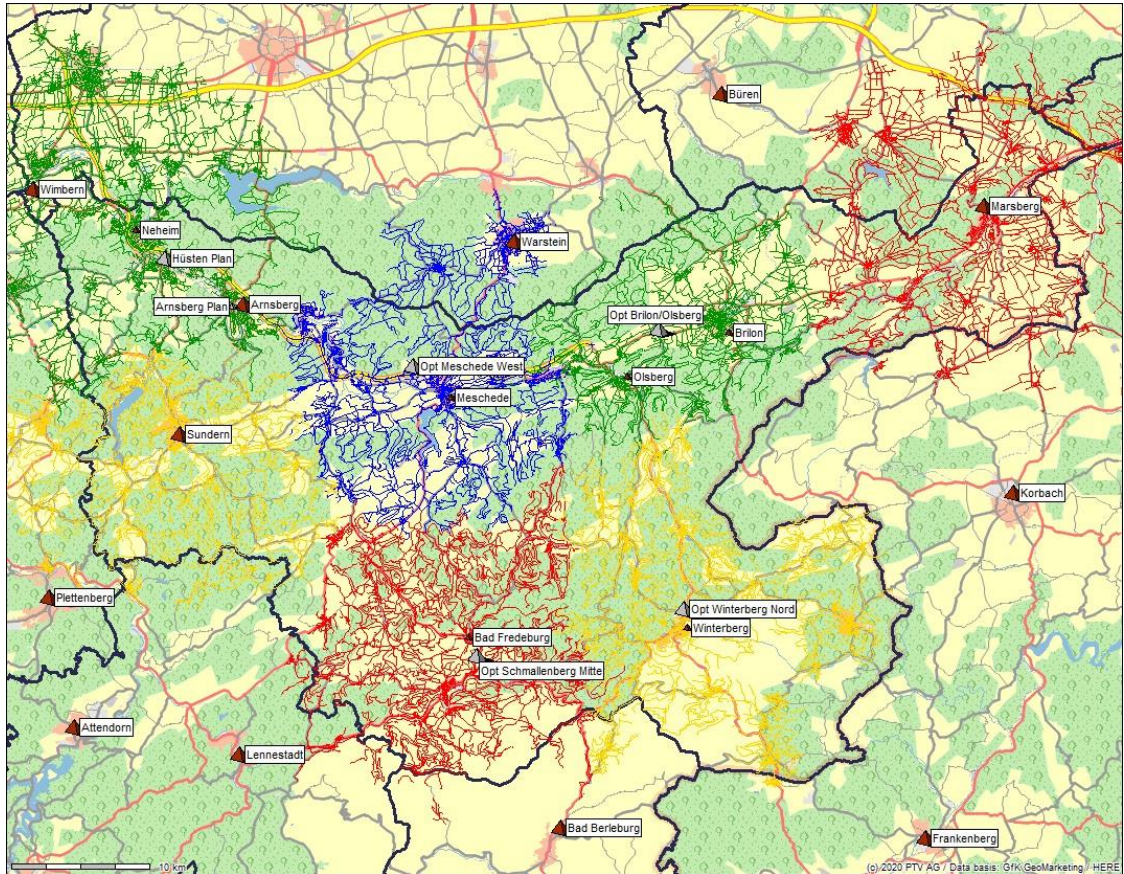 Büren
Wimbern
Marsberg
Neheim
Warstein
Hüsten Plan
Arnsberg Plan
Arnsberg
Opt Brilon/Olsberg
Brilon
Opt Meschede West
Olsberg
Meschede
Sundern
Korbach
Plettenberg
Opt Winterberg Nord
Winterberg
Bad Fredeburg
Opt Schmallenberg Mitte
Attendorn
Lennestadt
Bad Berleburg
Frankenberg
10 km
(c) 2020 PTV AG / Data basis: GfK GeoMarketing / HERE